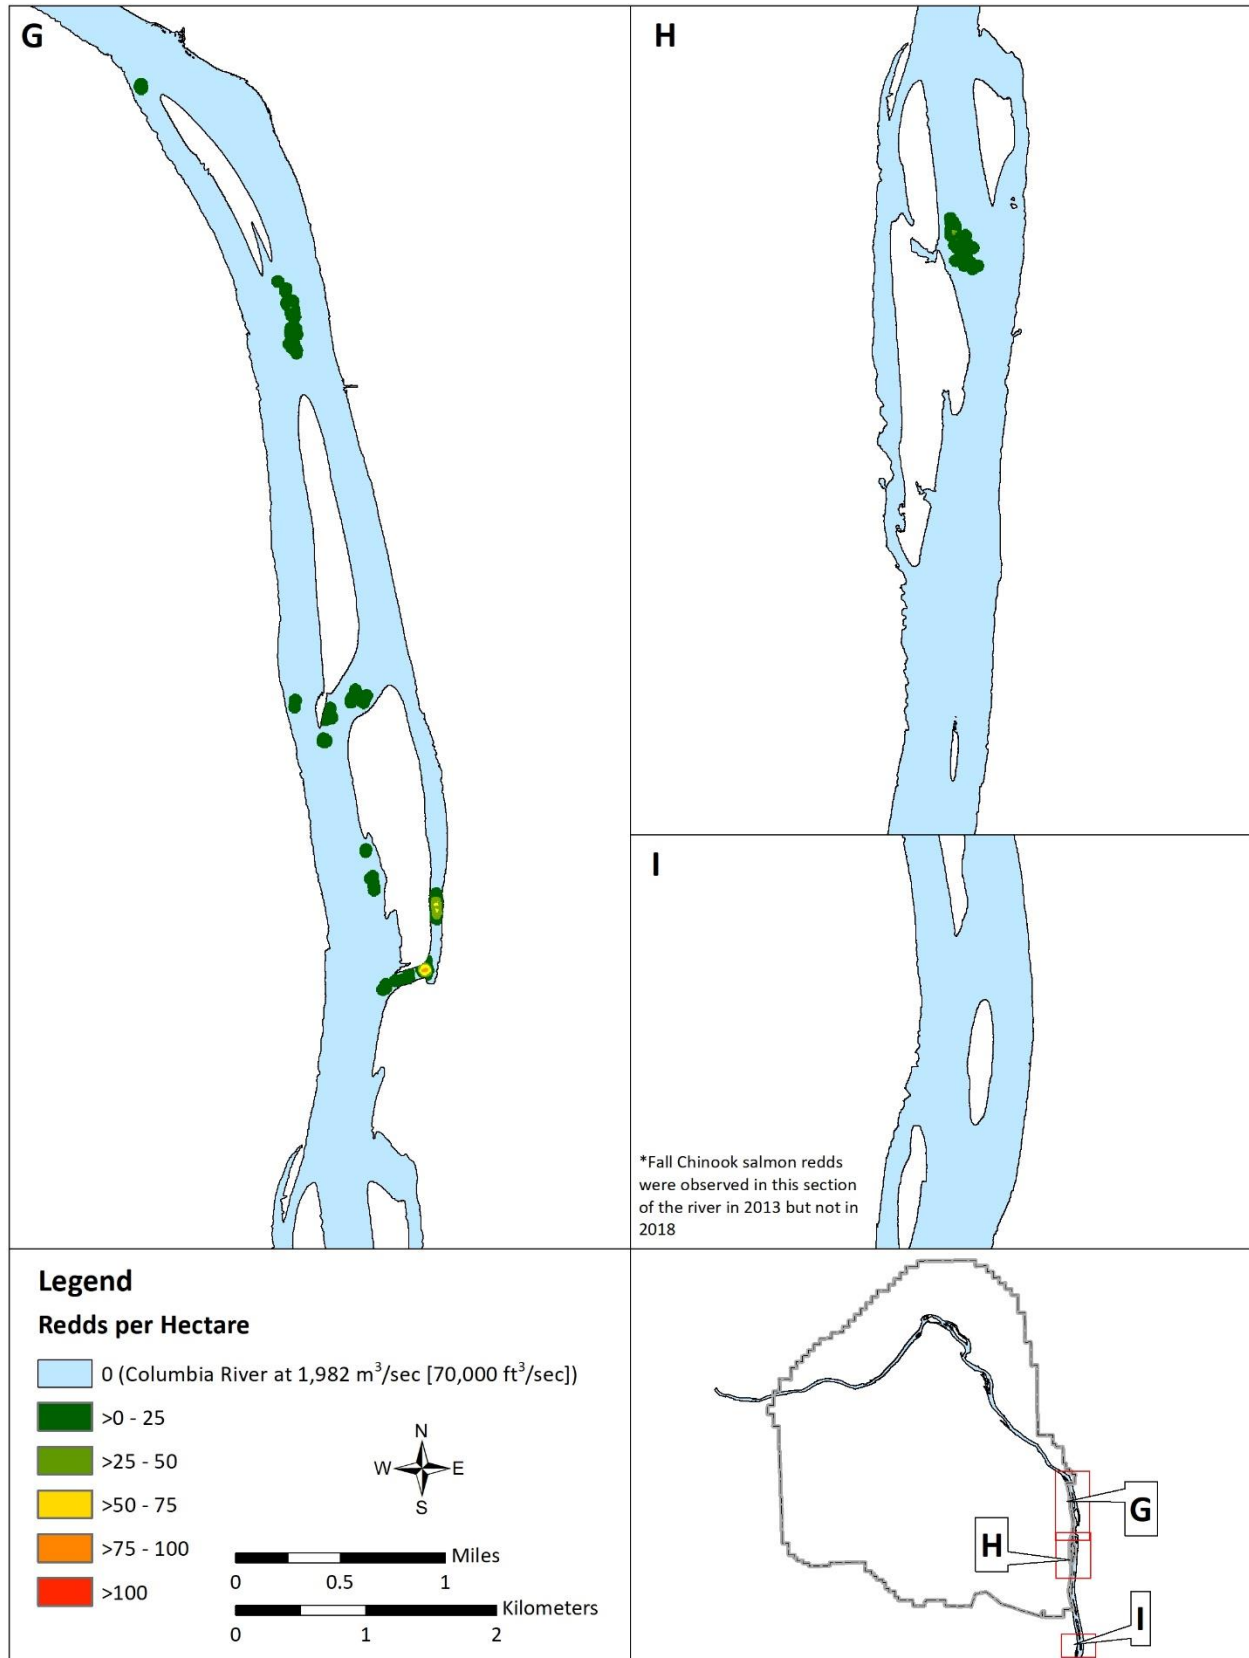 G
H
I
*Fall Chinook salmon redds
were observed in this section
of the river in 2013 but not in
2018
Legend
Redds per Hectare
0 (Columbia River at 1,982 m³/sec [70,000 ft³/sec])
>0 - 25
>25 - 50
>50 - 75
>75 - 100
>100
N
W E
S
Miles
0 0.5 1
Kilometers
0 1 2
G
H
I